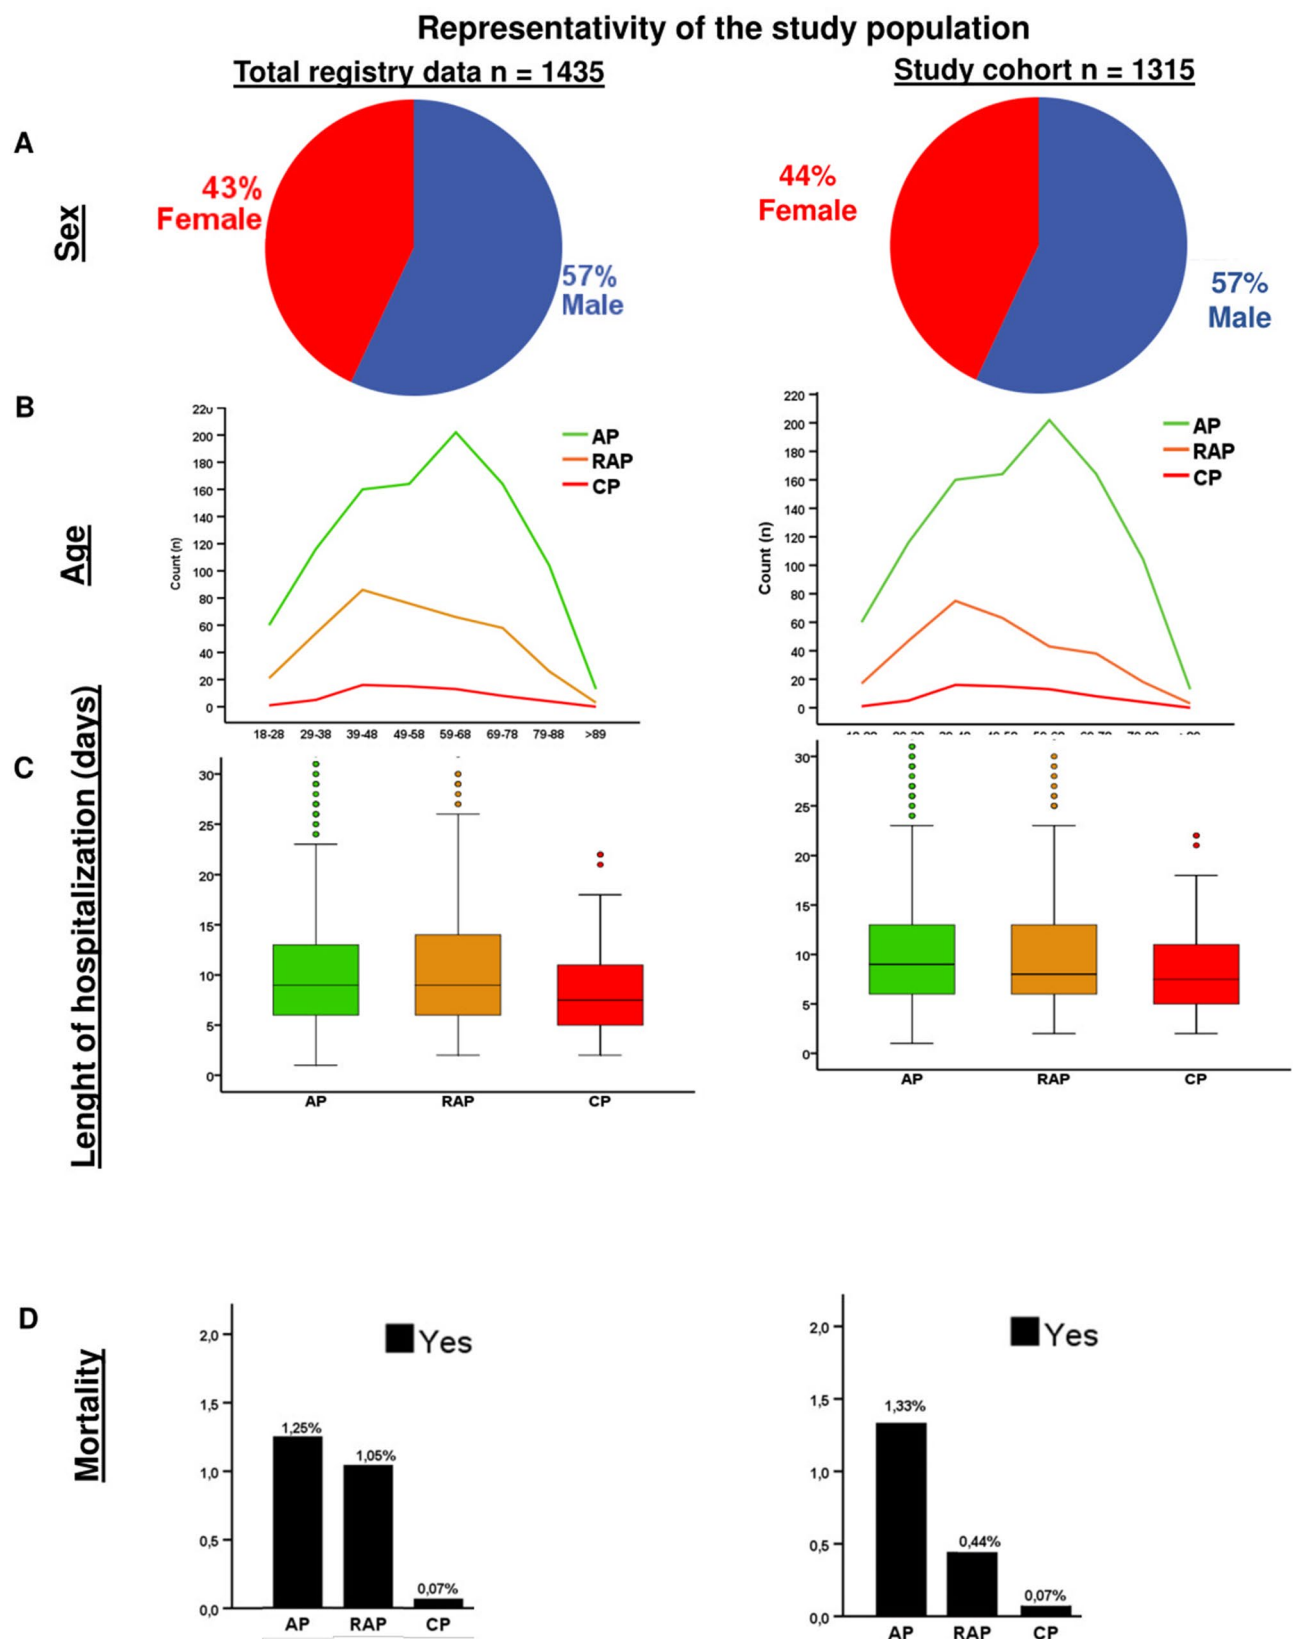 Representativity of the study population
Total registry data n = 1435
Study cohort n = 1315
A
Sex
43%
Female
57%
Male
44%
Female
57%
Male
B
Age
Count (n)
220
200
180
160
140
120
100
80
60
40
20
0
AP
RAP
CP
18-28 29-38 39-48 49-58 59-68 69-78 79-88 >89
Count (n)
220
200
180
160
140
120
100
80
60
40
20
0
AP
RAP
CP
C
Lenght of hospitalization (days)
30
25
20
15
10
5
0
AP RAP CP
30
25
20
15
10
5
0
AP RAP CP
D
Mortality
2,0
1,5
1,0
0,5
0,0
Yes
1,25%
1,05%
0,07%
AP RAP CP
2,0
1,5
1,0
0,5
0,0
Yes
1,33%
0,44%
0,07%
AP RAP CP